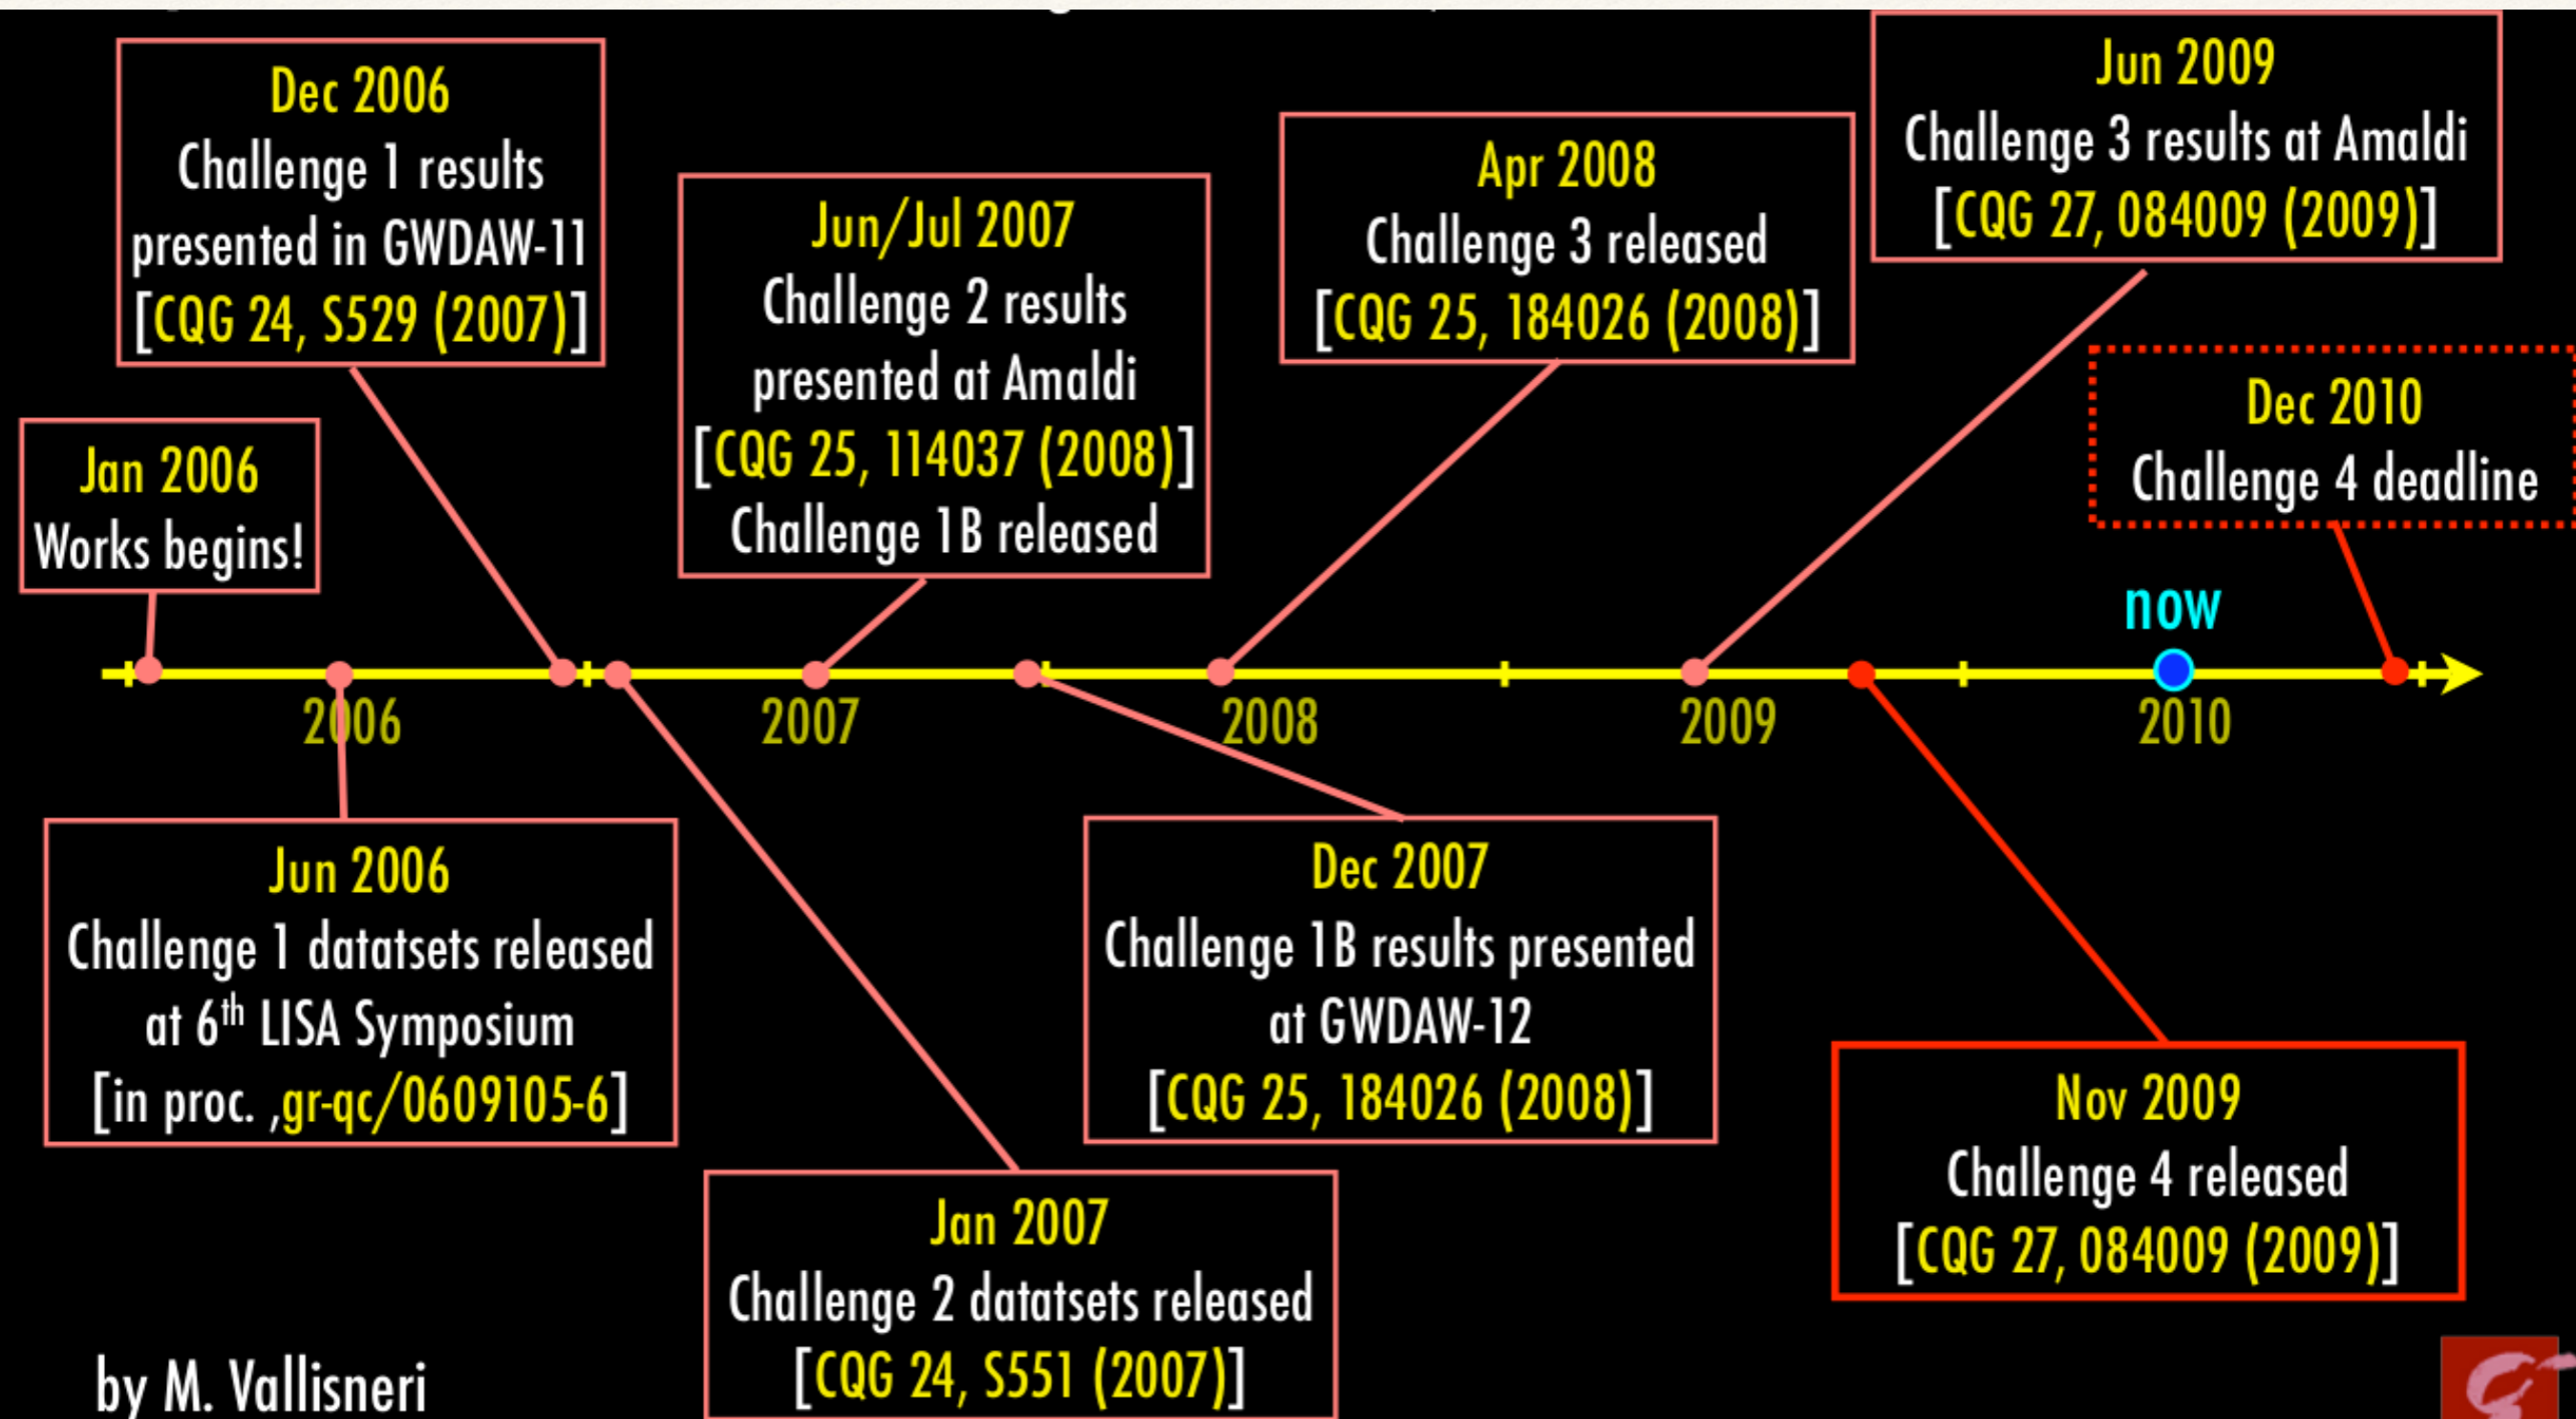 Dec 2006
Challenge 1 results
presented in GWDAW-11
[CQG 24, S529 (2007)]
Jun/Jul 2007
Challenge 2 results
presented at Amaldi
[CQG 25, 114037 (2008)]
Challenge 1B released
Apr 2008
Challenge 3 released
[CQG 25, 184026 (2008)]
Jun 2009
Challenge 3 results at Amaldi
[CQG 27, 084009 (2009)]
Jan 2006
Works begins!
Dec 2010
Challenge 4 deadline
now
2006
2007
2008
2009
2010
Jun 2006
Challenge 1 datatsets released
at 6th LISA Symposium
[in proc. ,gr-qc/0609105-6]
Dec 2007
Challenge 1B results presented
at GWDAW-12
[CQG 25, 184026 (2008)]
Jan 2007
Challenge 2 datatsets released
[CQG 24, S551 (2007)]
Nov 2009
Challenge 4 released
[CQG 27, 084009 (2009)]
by M. Vallisneri